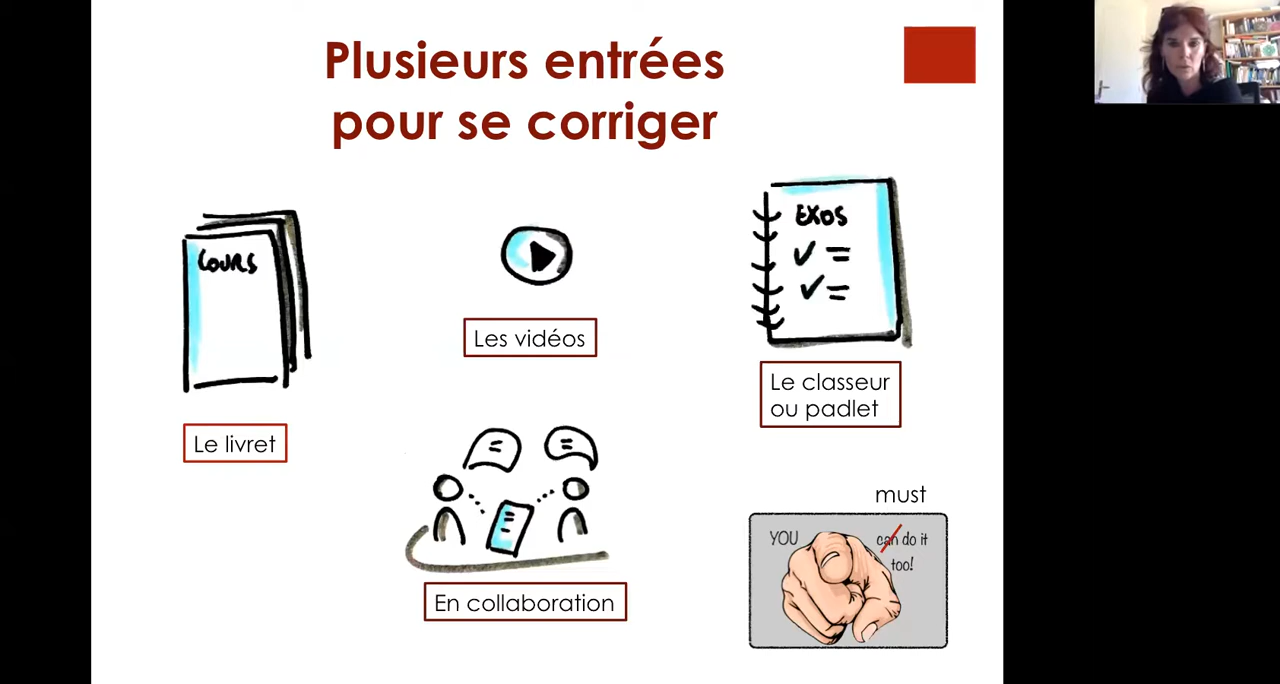 Plusieurs entrées
pour se corriger
COURS
Le livret
Les vidéos
EXOS
Le classeur
ou padlet
En collaboration
must
YOU can do it
too!